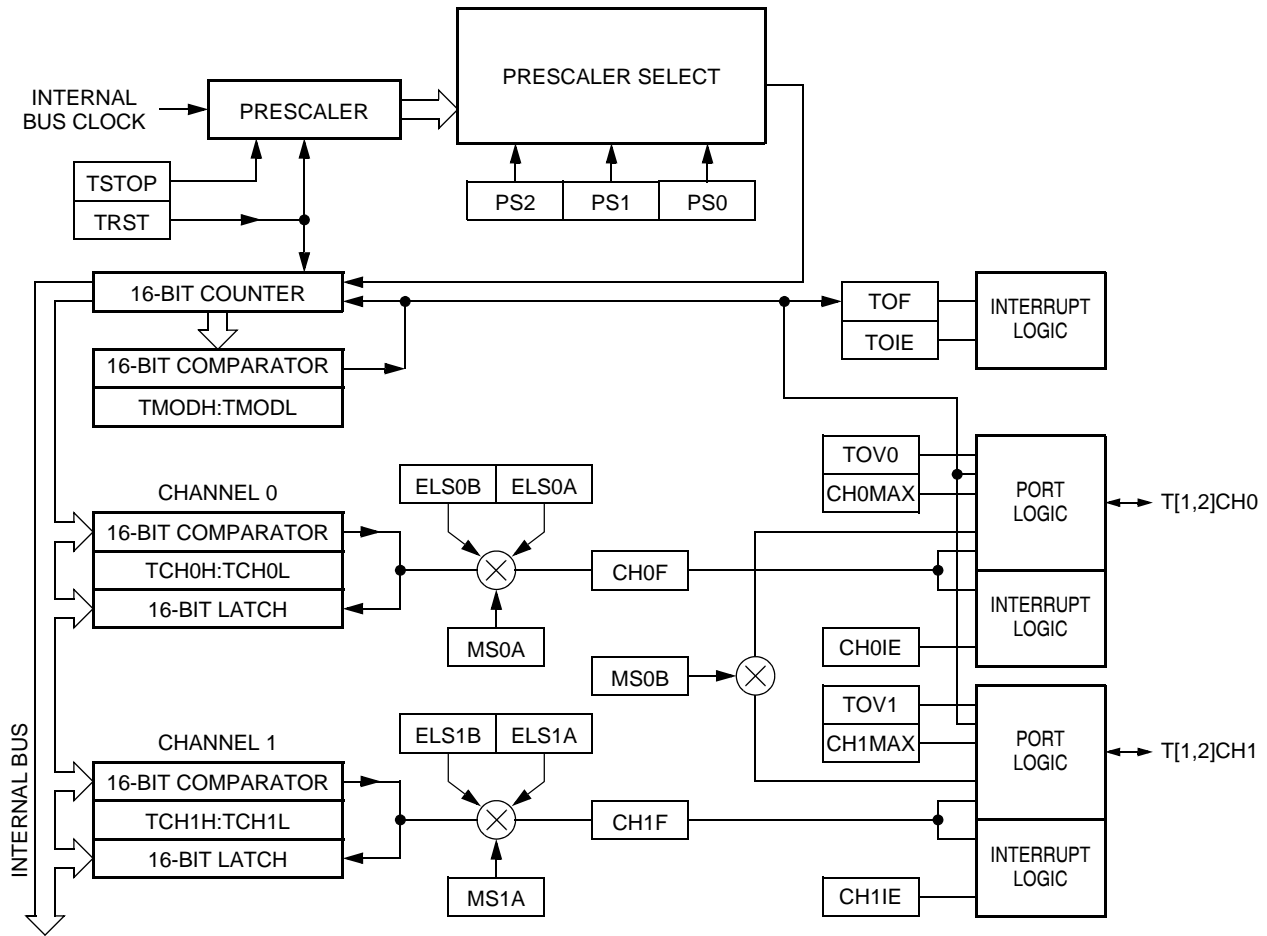 PRESCALER SELECT
INTERNAL
BUS CLOCK
PRESCALER
TSTOP
TRST
PS2
PS1
PS0
16-BIT COUNTER
TOF
TOIE
INTERRUPT
LOGIC
16-BIT COMPARATOR
TMODH:TMODL
CHANNEL 0
ELS0B
ELS0A
TOV0
CH0MAX
PORT
LOGIC
T[1,2]CH0
16-BIT COMPARATOR
TCH0H:TCH0L
16-BIT LATCH
CH0F
MS0A
INTERRUPT
LOGIC
CH0IE
MS0B
INTERNAL BUS
CHANNEL 1
ELS1B
ELS1A
TOV1
CH1MAX
PORT
LOGIC
T[1,2]CH1
16-BIT COMPARATOR
TCH1H:TCH1L
16-BIT LATCH
CH1F
MS1A
INTERRUPT
LOGIC
CH1IE